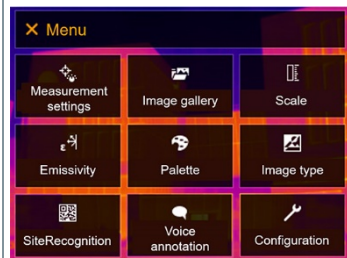 Menu
Measurement
settings
Image gallery
Scale
ε
Emissivity
Palette
Image type
SiteRecognition
Voice
annotation
Configuration